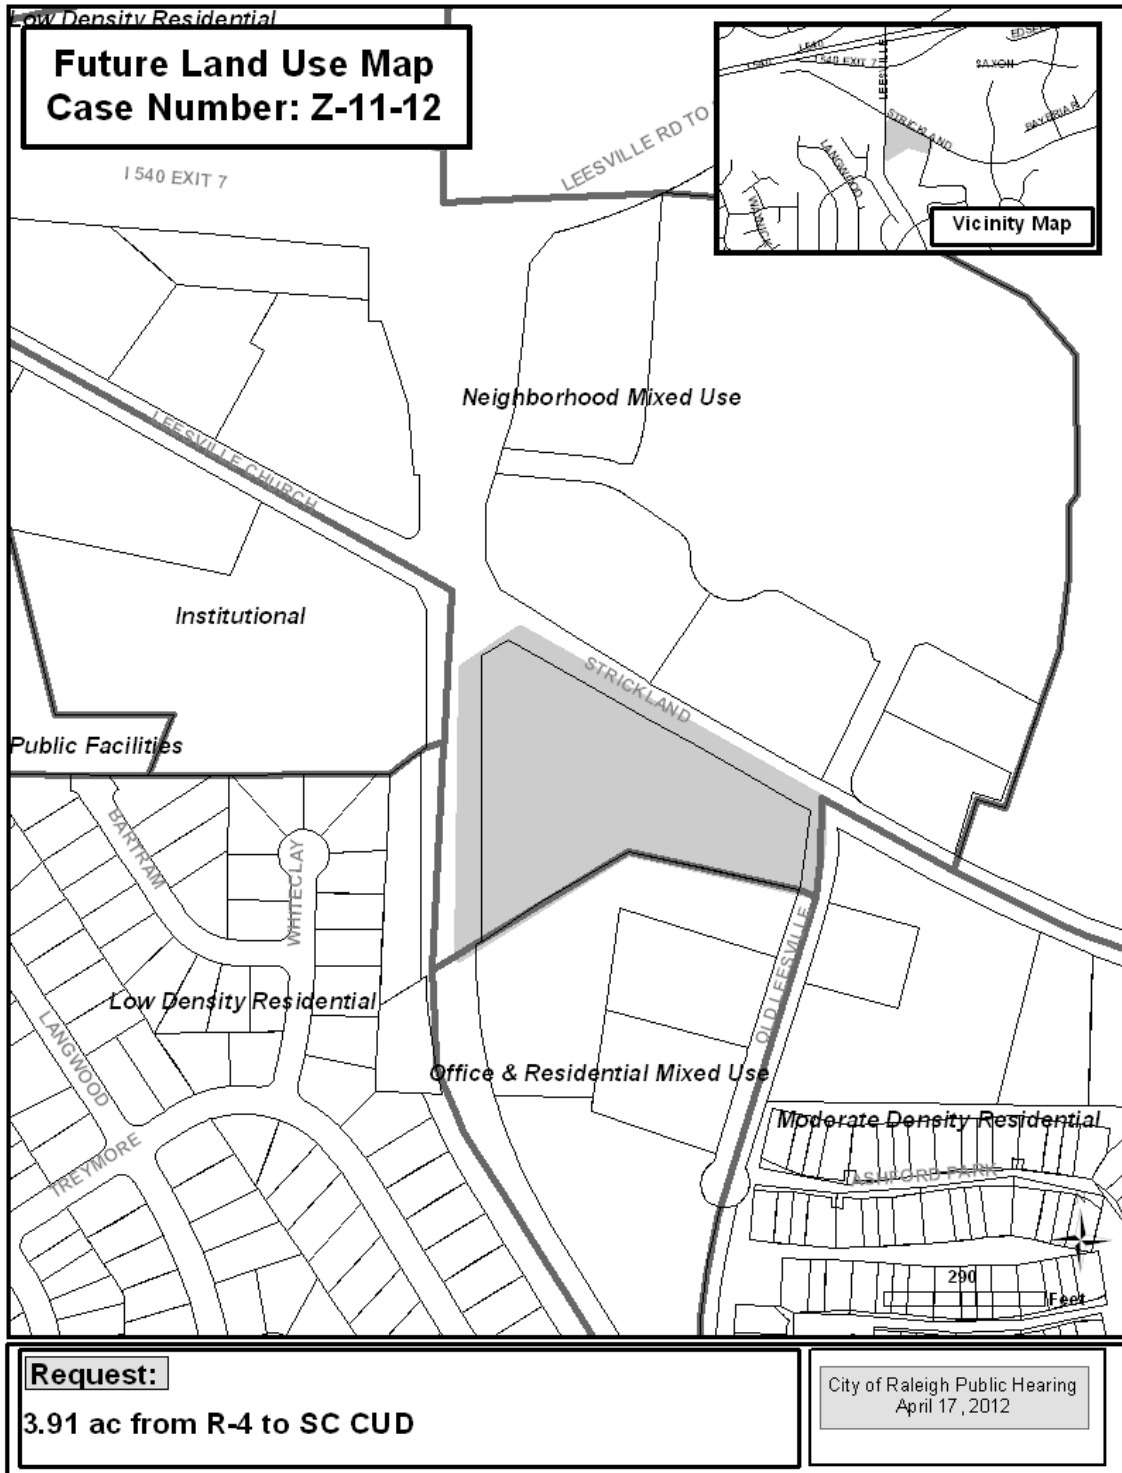 Low Density Residential
Future Land Use Map
Case Number: Z-11-12
I 540 EXIT 7
LEESVILLE RD TO
I 540
I 540
I 540 EXIT 7
LEESVILLE
SAXON
STRICKLAND
LANGWOOD
Vicinity Map
Neighborhood Mixed Use
LEESVILLE CHURCH
Institutional
STRICKLAND
Public Facilities
BARTRAM
WHITECLAY
OLD LEESVILLE
Low Density Residential
LANGWOOD
Office & Residential Mixed Use
Moderate Density Residential
TREYMORE
ASHFORD PARK
290
Feet
Request:
3.91 ac from R-4 to SC CUD
City of Raleigh Public Hearing
April 17, 2012